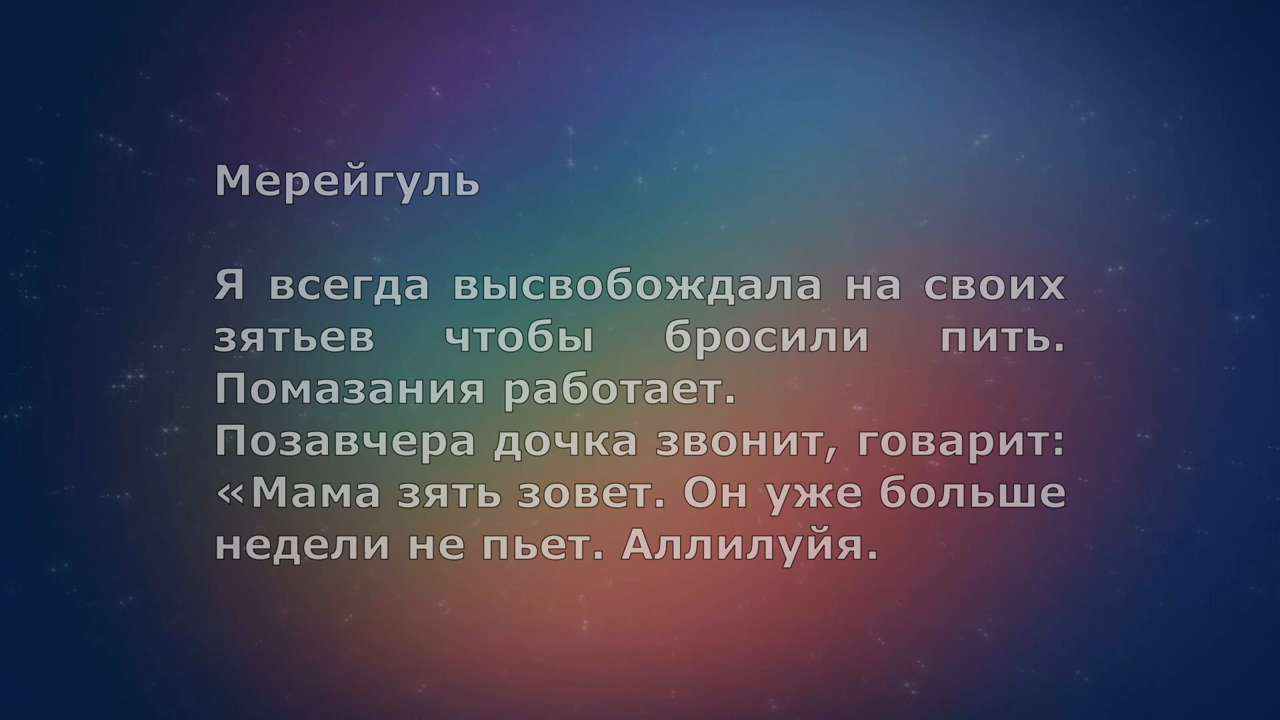 Мерейгуль
Я всегда высвобождала на своих
зятьев чтобы бросили пить.
Помазания работает.
Позавчера дочка звонит, говарит:
«Мама зять зовет. Он уже больше
недели не пьет. Аллилуйя.